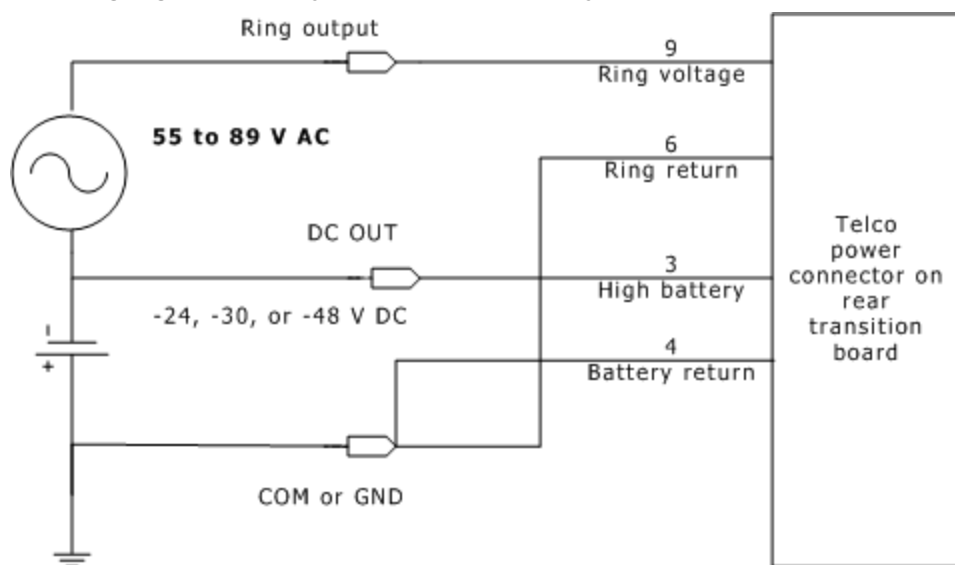 Ring output
9
Ring voltage
55 to 89 V AC
6
Ring return
DC OUT
3
High battery
-24, -30, or -48 V DC
-
+
4
Battery return
COM or GND
Telco
power
connector on
rear
transition
board